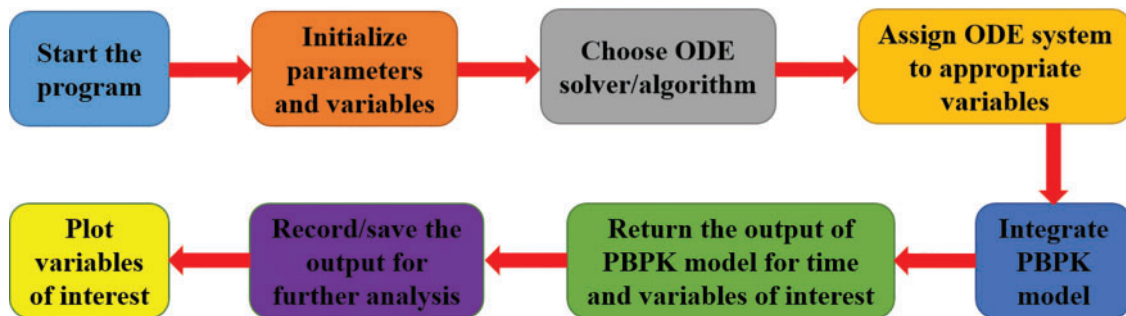 Start the
program
Initialize
parameters
and variables
Choose ODE
solver/algorithm
Assign ODE system
to appropriate
variables
Integrate
PBPK
model
Return the output of
PBPK model for time
and variables of interest
Record/save the
output for
further analysis
Plot
variables
of interest